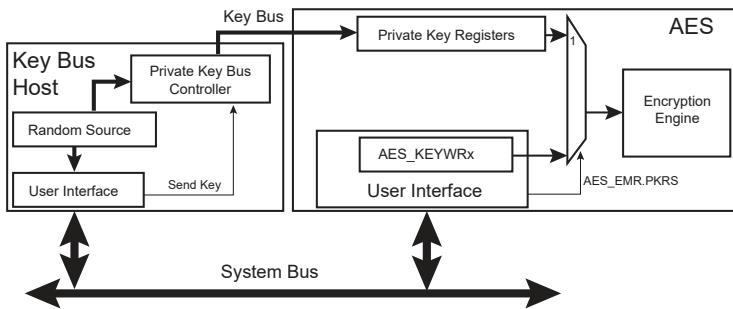 Key Bus
AES
Private Key Registers
1
Key Bus
Host
Private Key Bus
Controller
Encryption
Engine
Random Source
AES_KEYWRx
User Interface
Send Key
User Interface
AES_EMR.PKRS
System Bus